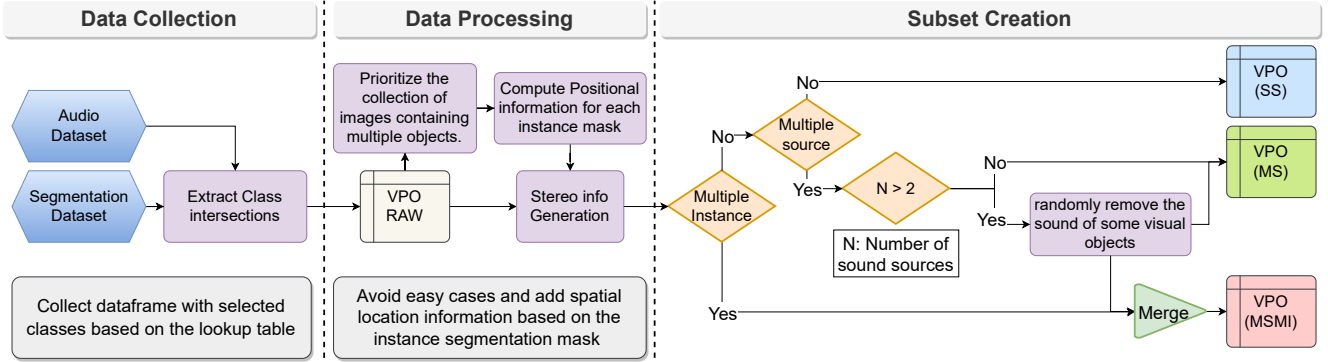 Data Collection
Data Processing
Subset Creation
Audio
Dataset
Segmentation
Dataset
Extract Class
intersections
Collect dataframe with selected
classes based on the lookup table
Prioritize the
collection of
images containing
multiple objects.
Compute Positional
information for each
instance mask
VPO
RAW
Stereo info
Generation
Avoid easy cases and add spatial
location information based on the
instance segmentation mask
Multiple
Instance
No
Yes
Multiple
source
No
Yes
N > 2
N: Number of
sound sources
No
Yes
randomly remove the
sound of some visual
objects
Merge
VPO
(SS)
VPO
(MS)
VPO
(MSMI)